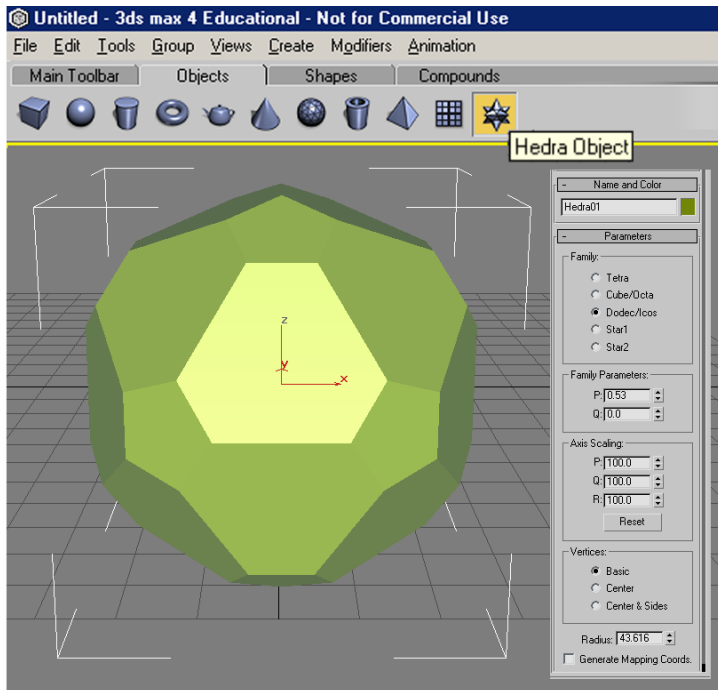 Untitled - 3ds max 4 Educational - Not for Commercial Use
File Edit Tools Group Views Create Modifiers Animation
Main Toolbar Objects Shapes Compounds
Hedra Object
- Name and Color
Hedra01
- Parameters
Family:
Tetra
Cube/Octa
Dodec/Icos
Star1
Star2
Family Parameters:
P: 0.53
Q: 0.0
Axis Scaling:
P: 100.0
Q: 100.0
R: 100.0
Reset
Vertices:
Basic
Center
Center & Sides
Radius: 43.616
Generate Mapping Coords.
z
y
x